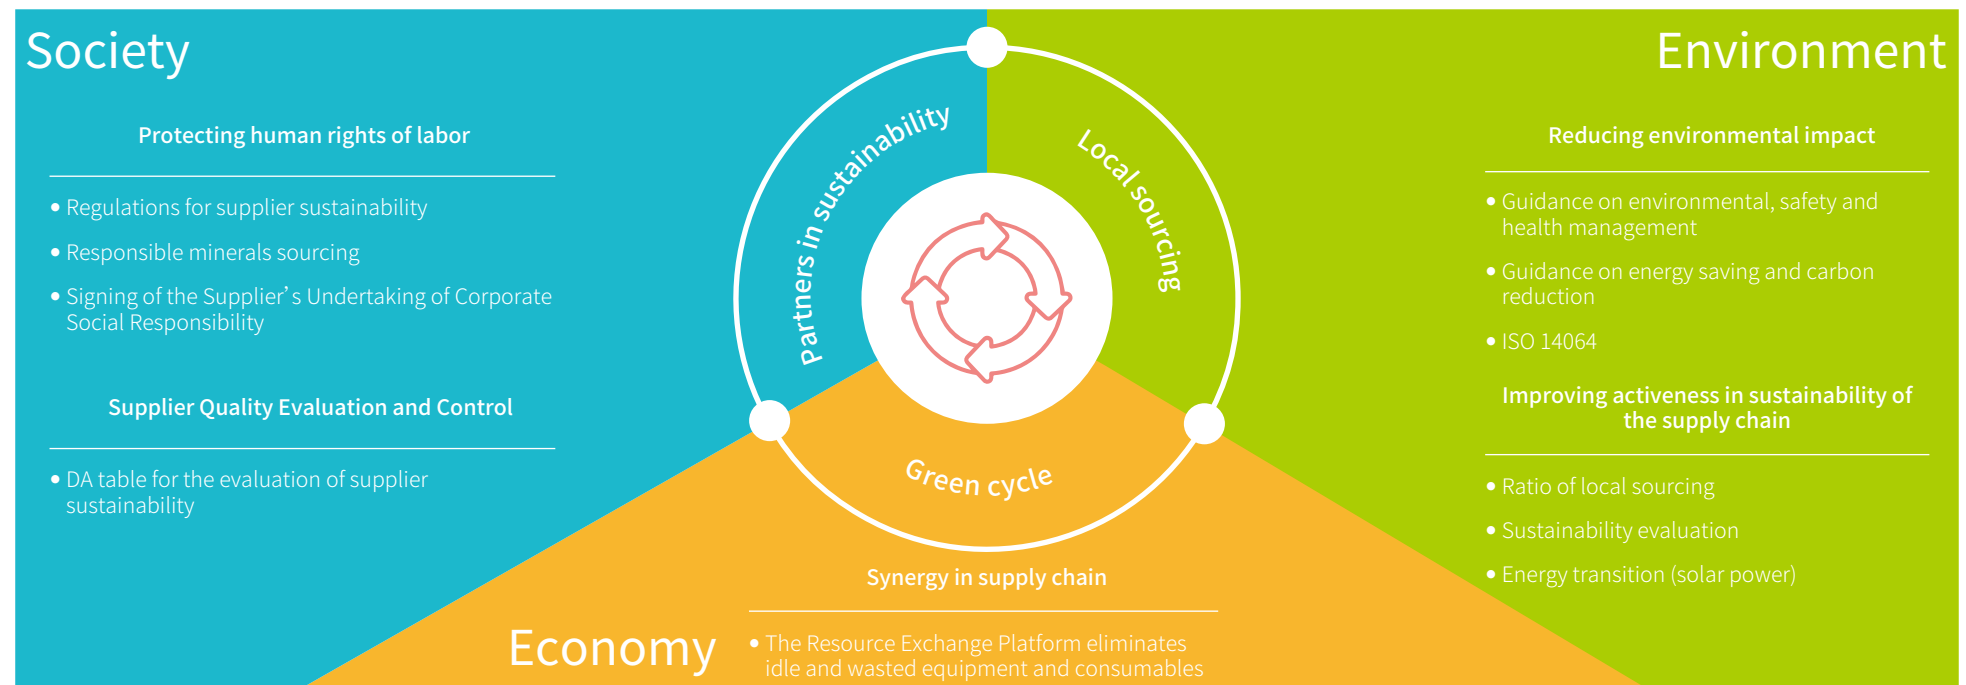 Society
Protecting human rights of labor
• Regulations for supplier sustainability
• Responsible minerals sourcing
• Signing of the Supplier’s Undertaking of Corporate
Social Responsibility
Supplier Quality Evaluation and Control
• DA table for the evaluation of supplier
sustainability
Partners in sustainability
Local sourcing
Green cycle
Environment
Reducing environmental impact
• Guidance on environmental, safety and
health management
• Guidance on energy saving and carbon
reduction
• ISO 14064
Improving activeness in sustainability of
the supply chain
• Ratio of local sourcing
• Sustainability evaluation
• Energy transition (solar power)
Economy
Synergy in supply chain
• The Resource Exchange Platform eliminates
idle and wasted equipment and consumables